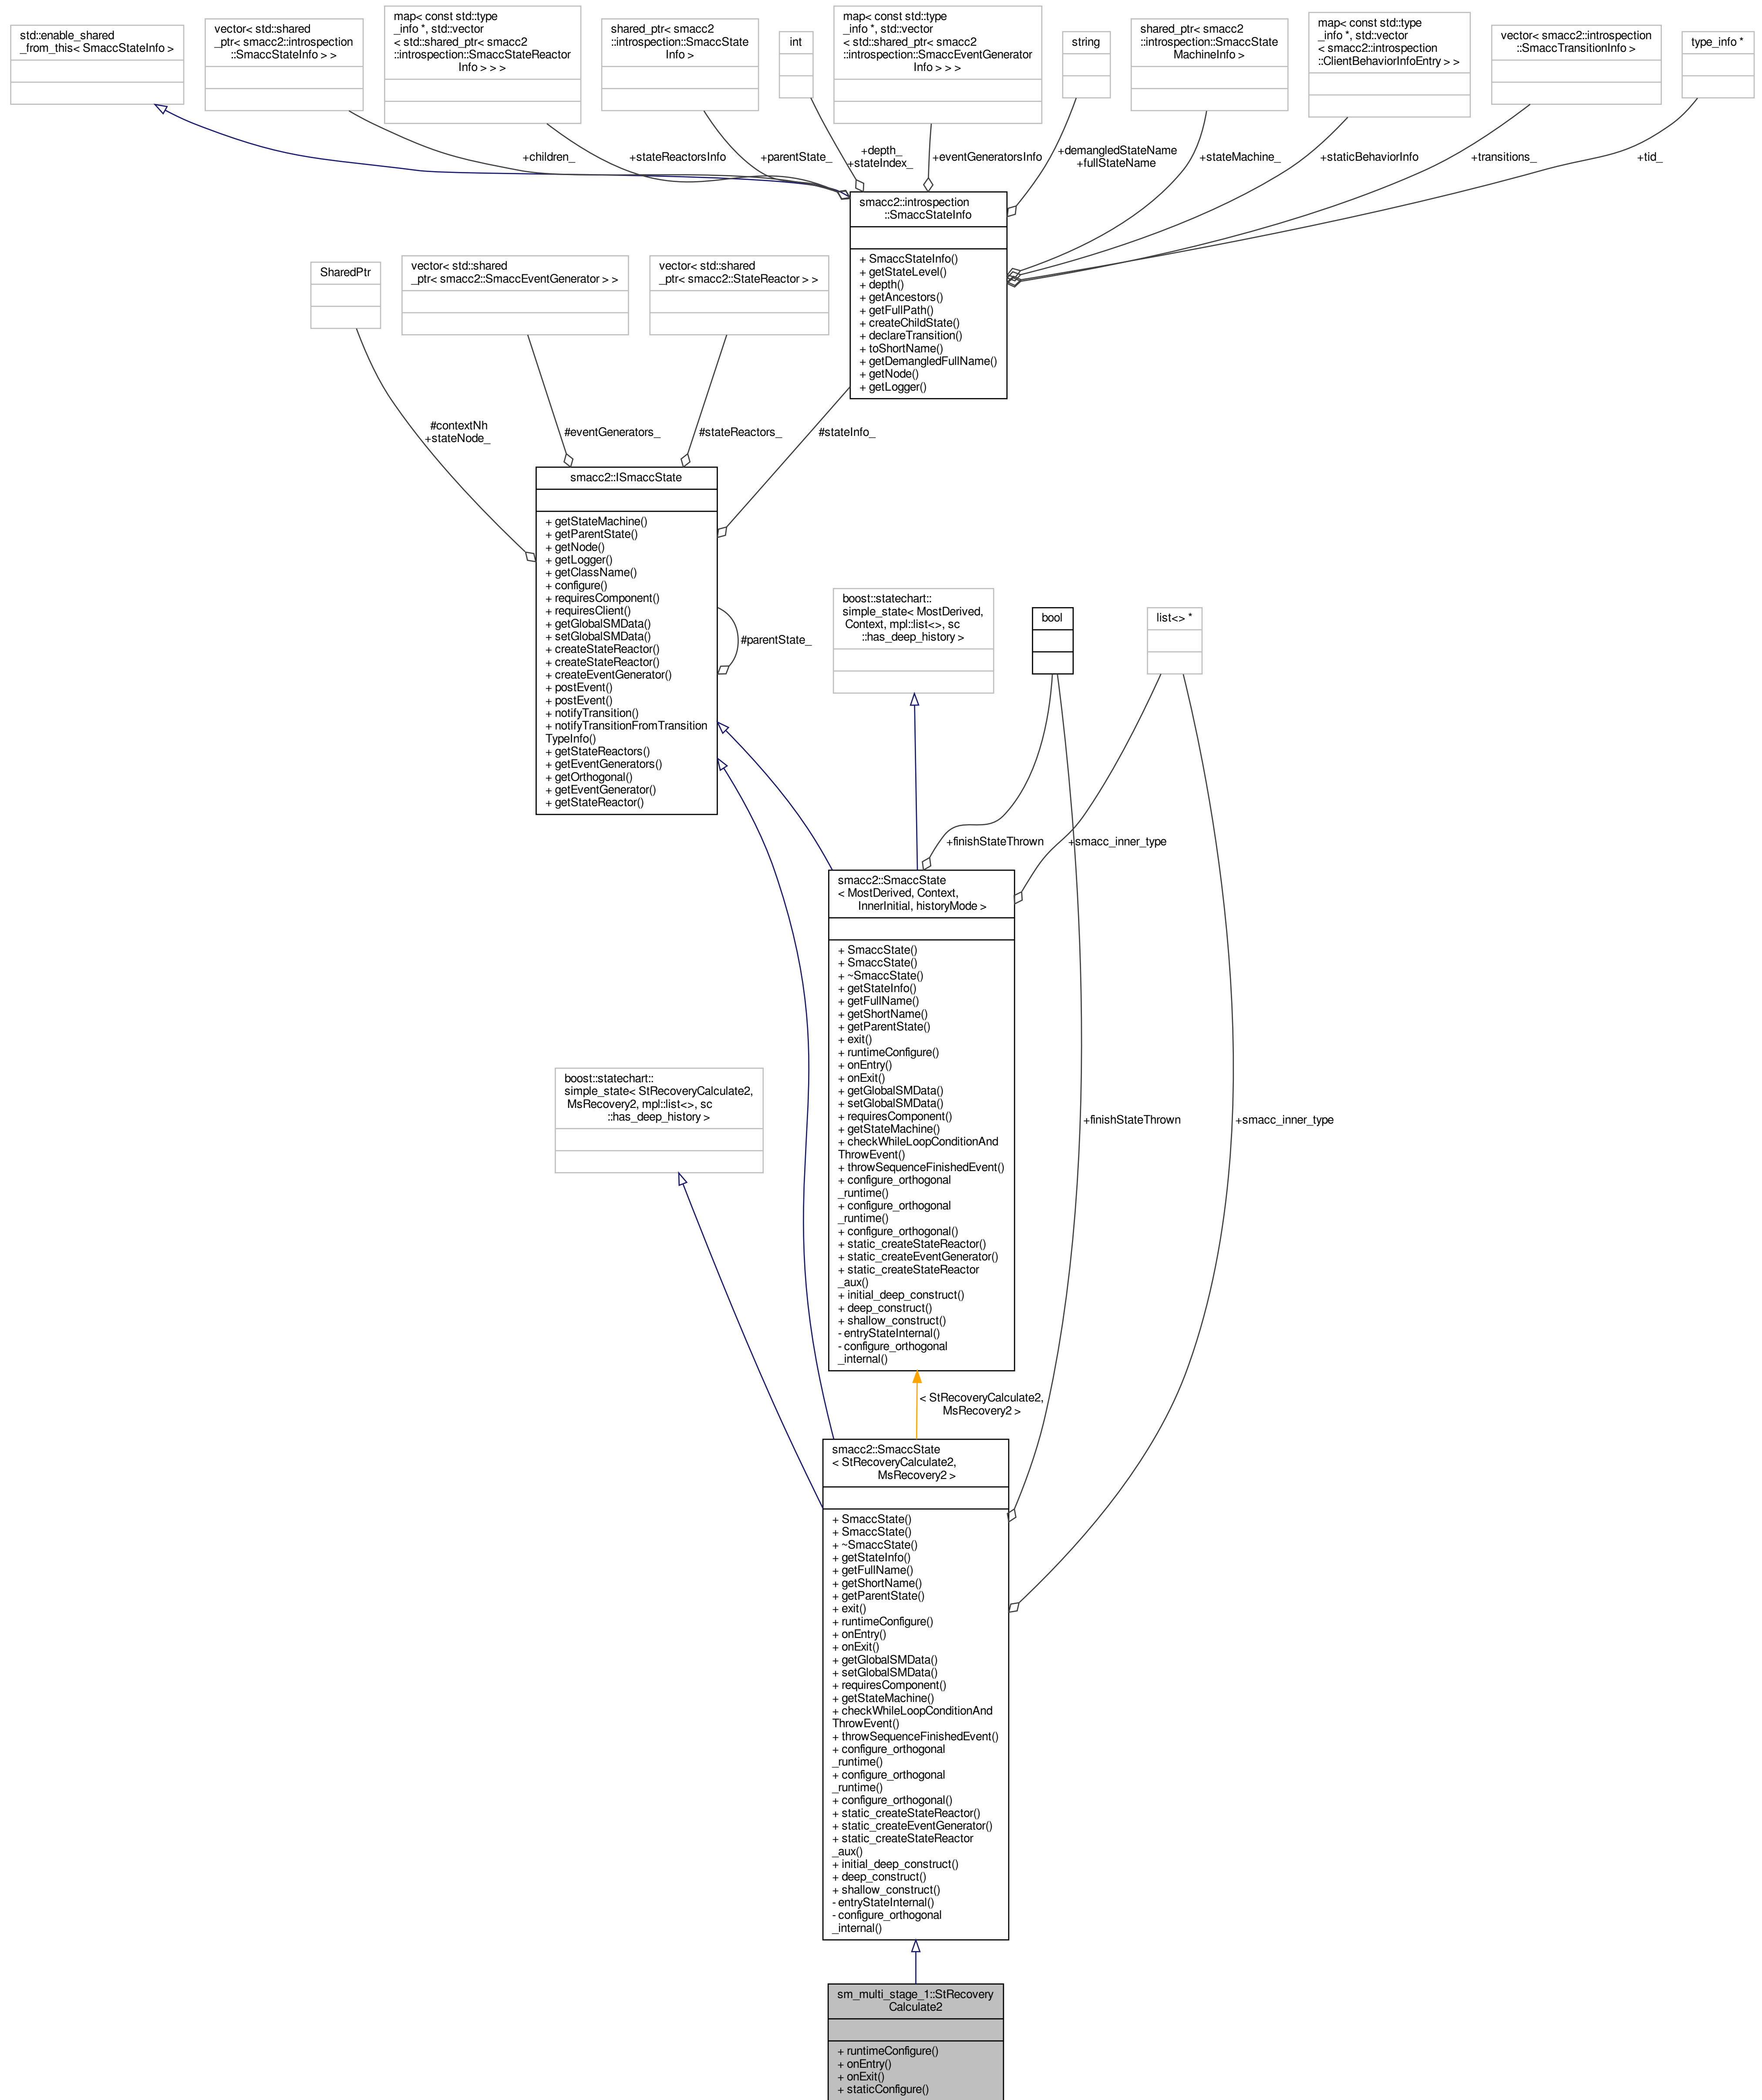 std::enable_shared
_from_this< SmaccStateInfo >
vector< std::shared
_ptr< smacc2::introspection
::SmaccStateInfo > >
map< const std::type
_info *, std::vector
< std::shared_ptr< smacc2
::introspection::SmaccStateReactor
Info > > >
shared_ptr< smacc2
::introspection::SmaccState
Info >
int
map< const std::type
_info *, std::vector
< std::shared_ptr< smacc2
::introspection::SmaccEventGenerator
Info > > >
string
shared_ptr< smacc2
::introspection::SmaccState
MachineInfo >
map< const std::type
_info *, std::vector
< smacc2::introspection
::ClientBehaviorInfoEntry > >
vector< smacc2::introspection
::SmaccTransitionInfo >
type_info *
+children_
+stateReactorsInfo
+parentState_
+depth_
+stateIndex_
+eventGeneratorsInfo
+demangledStateName
+fullStateName
+stateMachine_
+staticBehaviorInfo
+transitions_
+tid_
smacc2::introspection
::SmaccStateInfo
+ SmaccStateInfo()
+ getStateLevel()
+ depth()
+ getAncestors()
+ getFullPath()
+ createChildState()
+ declareTransition()
+ toShortName()
+ getDemangledFullName()
+ getNode()
+ getLogger()
SharedPtr
vector< std::shared
_ptr< smacc2::SmaccEventGenerator > >
vector< std::shared
_ptr< smacc2::StateReactor > >
#contextNh
+stateNode_
#eventGenerators_
#stateReactors_
#stateInfo_
smacc2::ISmaccState
+ getStateMachine()
+ getParentState()
+ getNode()
+ getLogger()
+ getClassName()
+ configure()
+ requiresComponent()
+ requiresClient()
+ getGlobalSMData()
+ setGlobalSMData()
+ createStateReactor()
+ createStateReactor()
+ createEventGenerator()
+ postEvent()
+ postEvent()
+ notifyTransition()
+ notifyTransitionFromTransition
TypeInfo()
+ getStateReactors()
+ getEventGenerators()
+ getOrthogonal()
+ getEventGenerator()
+ getStateReactor()
#parentState_
boost::statechart::
simple_state< MostDerived,
Context, mpl::list<>, sc
::has_deep_history >
bool
list<> *
+finishStateThrown
+smacc_inner_type
smacc2::SmaccState
< MostDerived, Context,
InnerInitial, historyMode >
+ SmaccState()
+ SmaccState()
+ ~SmaccState()
+ getStateInfo()
+ getFullName()
+ getShortName()
+ getParentState()
+ exit()
+ runtimeConfigure()
+ onEntry()
+ onExit()
+ getGlobalSMData()
+ setGlobalSMData()
+ requiresComponent()
+ getStateMachine()
+ checkWhileLoopConditionAnd
ThrowEvent()
+ throwSequenceFinishedEvent()
+ configure_orthogonal
_runtime()
+ configure_orthogonal
_runtime()
+ configure_orthogonal()
+ static_createStateReactor()
+ static_createEventGenerator()
+ static_createStateReactor
_aux()
+ initial_deep_construct()
+ deep_construct()
+ shallow_construct()
- entryStateInternal()
- configure_orthogonal
_internal()
boost::statechart::
simple_state< StRecoveryCalculate2,
MsRecovery2, mpl::list<>, sc
::has_deep_history >
+finishStateThrown
+smacc_inner_type
< StRecoveryCalculate2,
MsRecovery2 >
smacc2::SmaccState
< StRecoveryCalculate2,
MsRecovery2 >
+ SmaccState()
+ SmaccState()
+ ~SmaccState()
+ getStateInfo()
+ getFullName()
+ getShortName()
+ getParentState()
+ exit()
+ runtimeConfigure()
+ onEntry()
+ onExit()
+ getGlobalSMData()
+ setGlobalSMData()
+ requiresComponent()
+ getStateMachine()
+ checkWhileLoopConditionAnd
ThrowEvent()
+ throwSequenceFinishedEvent()
+ configure_orthogonal
_runtime()
+ configure_orthogonal
_runtime()
+ configure_orthogonal()
+ static_createStateReactor()
+ static_createEventGenerator()
+ static_createStateReactor
_aux()
+ initial_deep_construct()
+ deep_construct()
+ shallow_construct()
- entryStateInternal()
- configure_orthogonal
_internal()
sm_multi_stage_1::StRecovery
Calculate2
+ runtimeConfigure()
+ onEntry()
+ onExit()
+ staticConfigure()